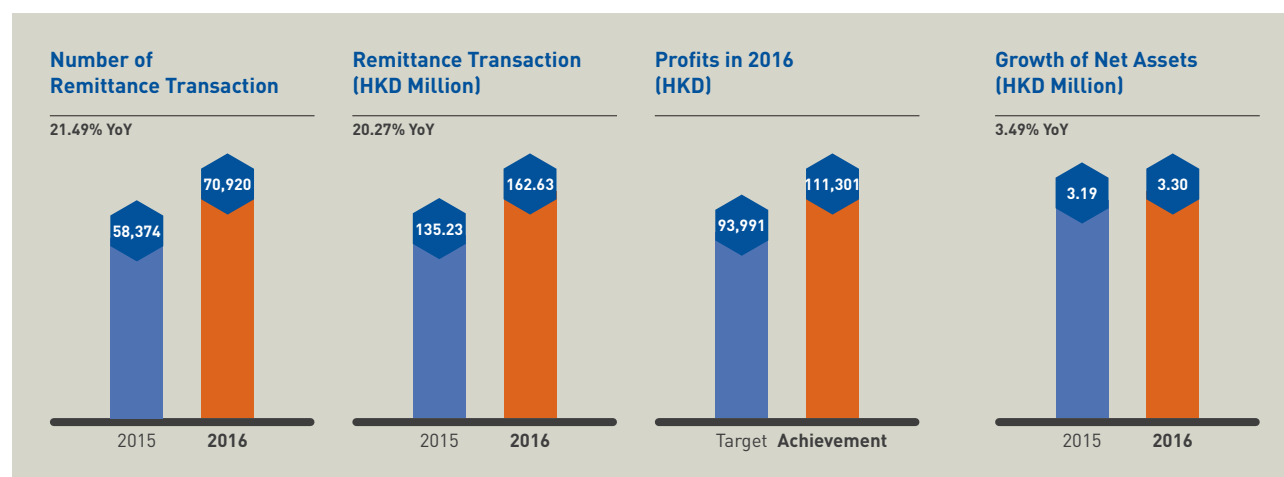 Number of
Remittance Transaction
21.49% YoY
58,374
70,920
2015
2016
Remittance Transaction
(HKD Million)
20.27% YoY
135.23
162.63
2015
2016
Profits in 2016
(HKD)
93,991
111,301
Target
Achievement
Growth of Net Assets
(HKD Million)
3.49% YoY
3.19
3.30
2015
2016